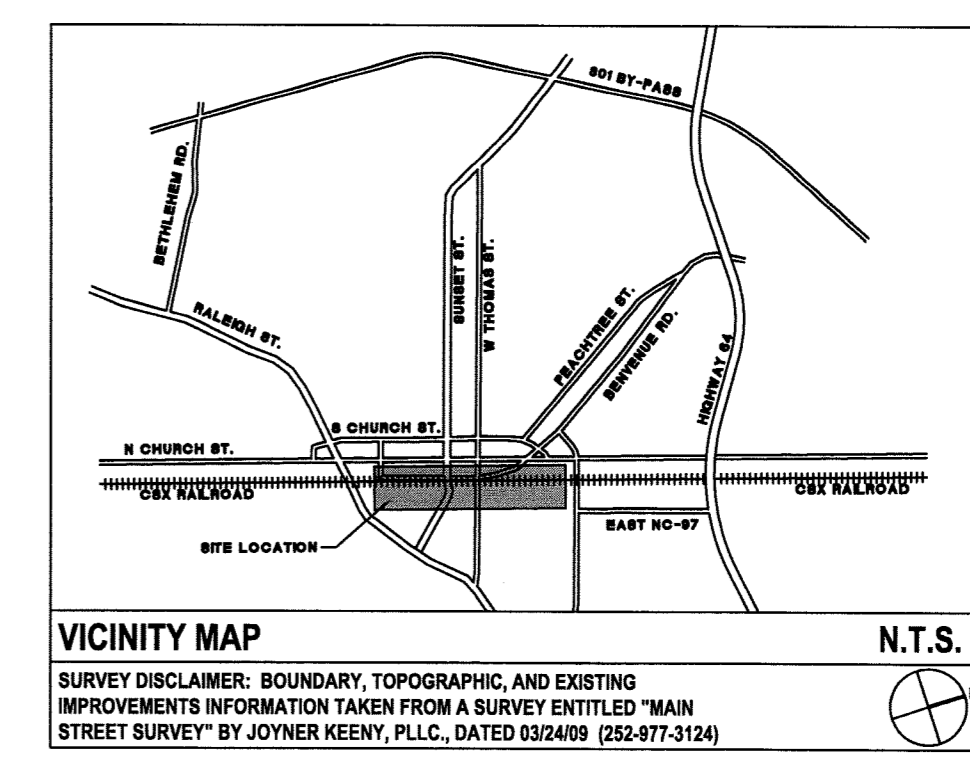 801 BY-PASS
BETHLEHEM RD.
SUNSET ST.
W THOMAS ST.
RALEIGH ST.
PEACHTREE ST.
BENVENUE RD.
HIGHWAY 64
S CHURCH ST.
N CHURCH ST.
CSX RAILROAD
CSX RAILROAD
EAST NC-97
SITE LOCATION
VICINITY MAP
N.T.S.
SURVEY DISCLAIMER: BOUNDARY, TOPOGRAPHIC, AND EXISTING
IMPROVEMENTS INFORMATION TAKEN FROM A SURVEY ENTITLED "MAIN
STREET SURVEY" BY JOYNER KEENY, PLLC., DATED 03/24/09 (252-977-3124)